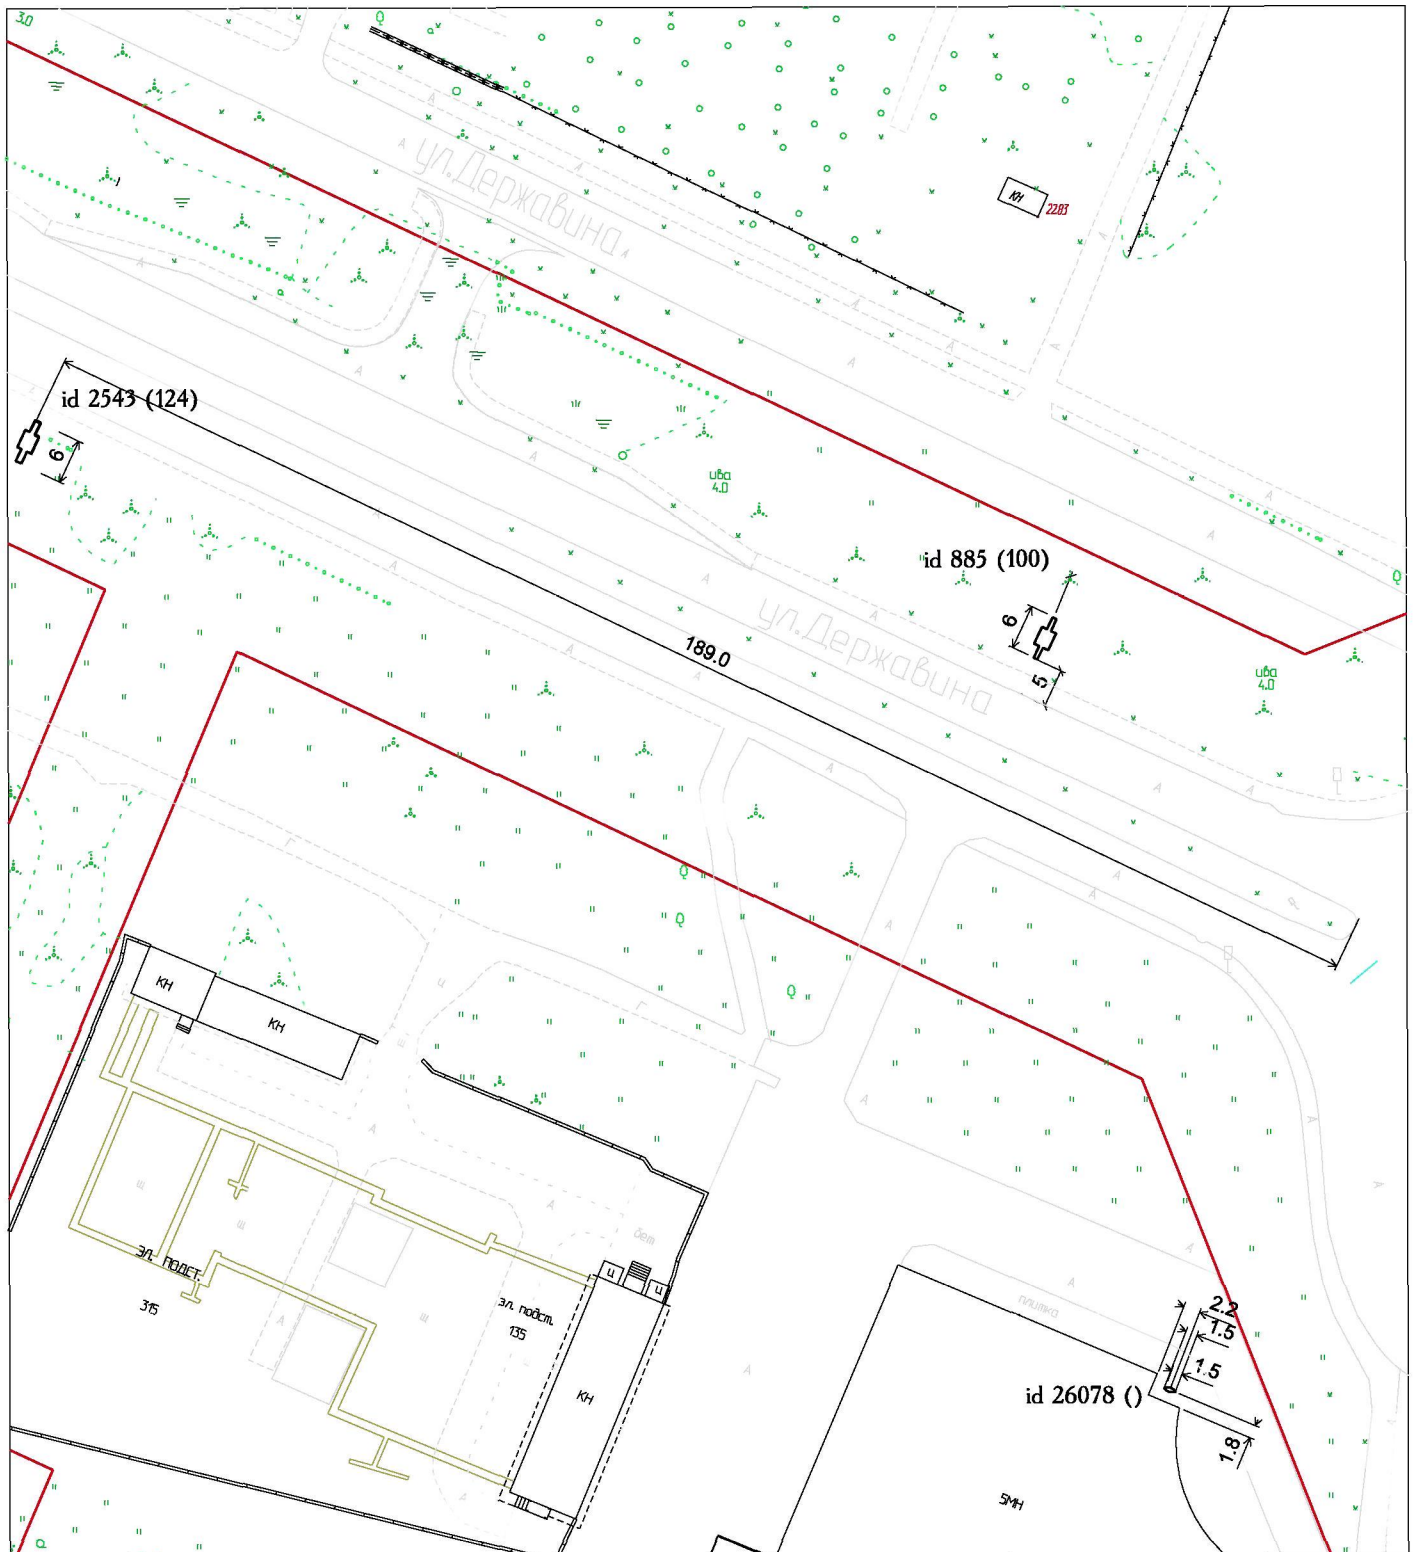 3.0
ул.Державина
КН
2283
id 2543 (124)
6
ива
4.0
id 885 (100)
6
5
ул.Державина
189.0
ива
4.0
КН
КН
эл. подст.
315
бет
эл. подст.
135
ц
ц
КН
плитка
2.2
1.5
1.5
id 26078 ()
1.8
5МН